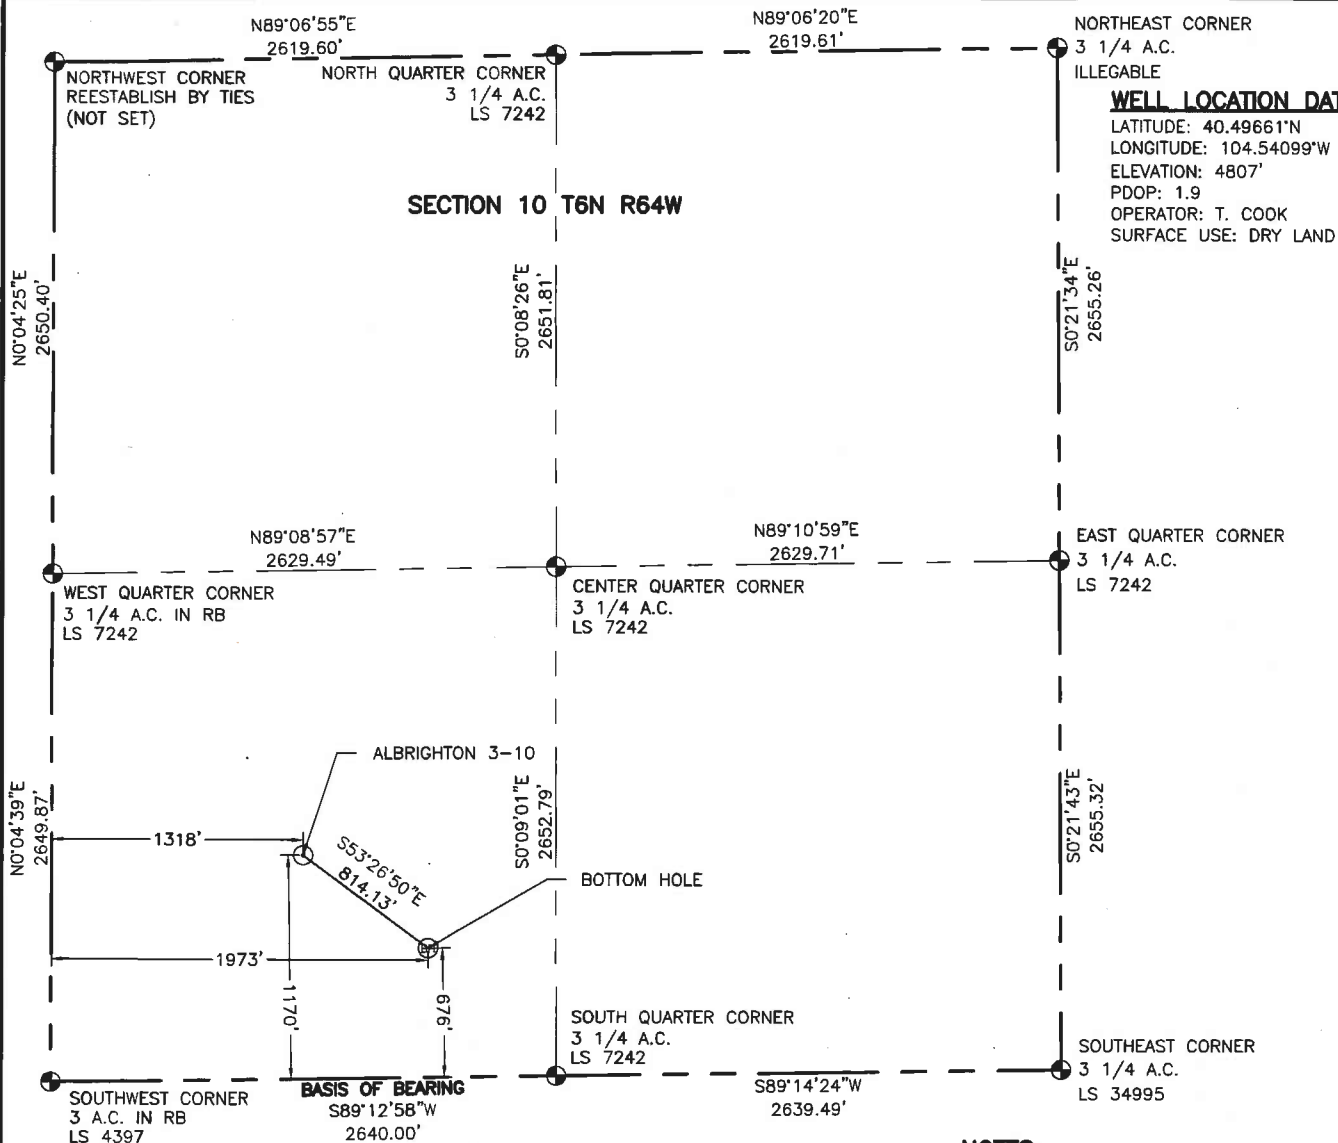 N89°06'55"E
2619.60'
N89°06'20"E
2619.61'
NORTHEAST CORNER
3 1/4 A.C.
ILLEGABLE
NORTHWEST CORNER
REESTABLISH BY TIES
(NOT SET)
NORTH QUARTER CORNER
3 1/4 A.C.
LS 7242
WELL LOCATION DAT
LATITUDE: 40.49661°N
LONGITUDE: 104.54099°W
ELEVATION: 4807'
PDOP: 1.9
OPERATOR: T. COOK
SURFACE USE: DRY LAND
SECTION 10 T6N R64W
N0°04'25"E
2650.40'
S0°08'26"E
2651.81'
S0°21'34"E
2655.26'
N89°08'57"E
2629.49'
N89°10'59"E
2629.71'
EAST QUARTER CORNER
3 1/4 A.C.
LS 7242
WEST QUARTER CORNER
3 1/4 A.C. IN RB
LS 7242
CENTER QUARTER CORNER
3 1/4 A.C.
LS 7242
ALBRIGHTON 3-10
N0°04'39"E
2649.87'
1318'
S53°26'50"E
814.13'
S0°09'01"E
2652.79'
S0°21'43"E
2655.32'
BOTTOM HOLE
1973'
1170'
676'
SOUTH QUARTER CORNER
3 1/4 A.C.
LS 7242
SOUTHEAST CORNER
3 1/4 A.C.
LS 34995
SOUTHWEST CORNER
3 A.C. IN RB
LS 4397
BASIS OF BEARING
S89°12'58"W
2640.00'
S89°14'24"W
2639.49'